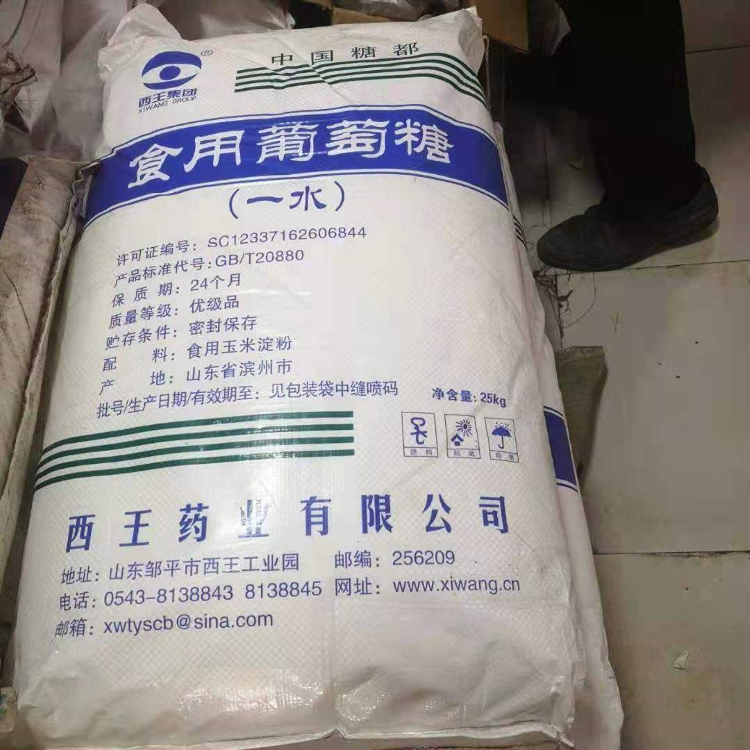 中国糖都
西王集团
XIWANG GROUP
食用葡萄糖
（一水）
许可证编号：SC12337162606844
产品标准代号：GB/T20880
保质期：24个月
质量等级：优级品
贮存条件：密封保存
配料：食用玉米淀粉
产地：山东省滨州市
批号/生产日期/有效期至：见包装袋中缝喷码
净含量：25kg
西王药业有限公司
地址：山东邹平市西王工业园 邮编：256209
电话：0543-8138843 8138845 网址：www.xiwang.cn
邮箱：xwtyscb@sina.com